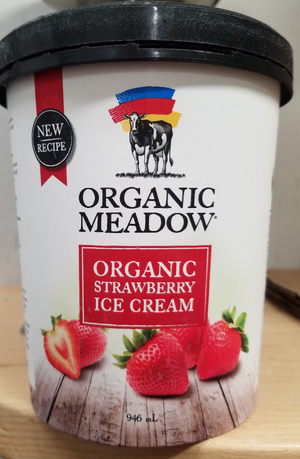 NEW
RECIPE
ORGANIC
MEADOW
ORGANIC
STRAWBERRY
ICE CREAM
946 mL